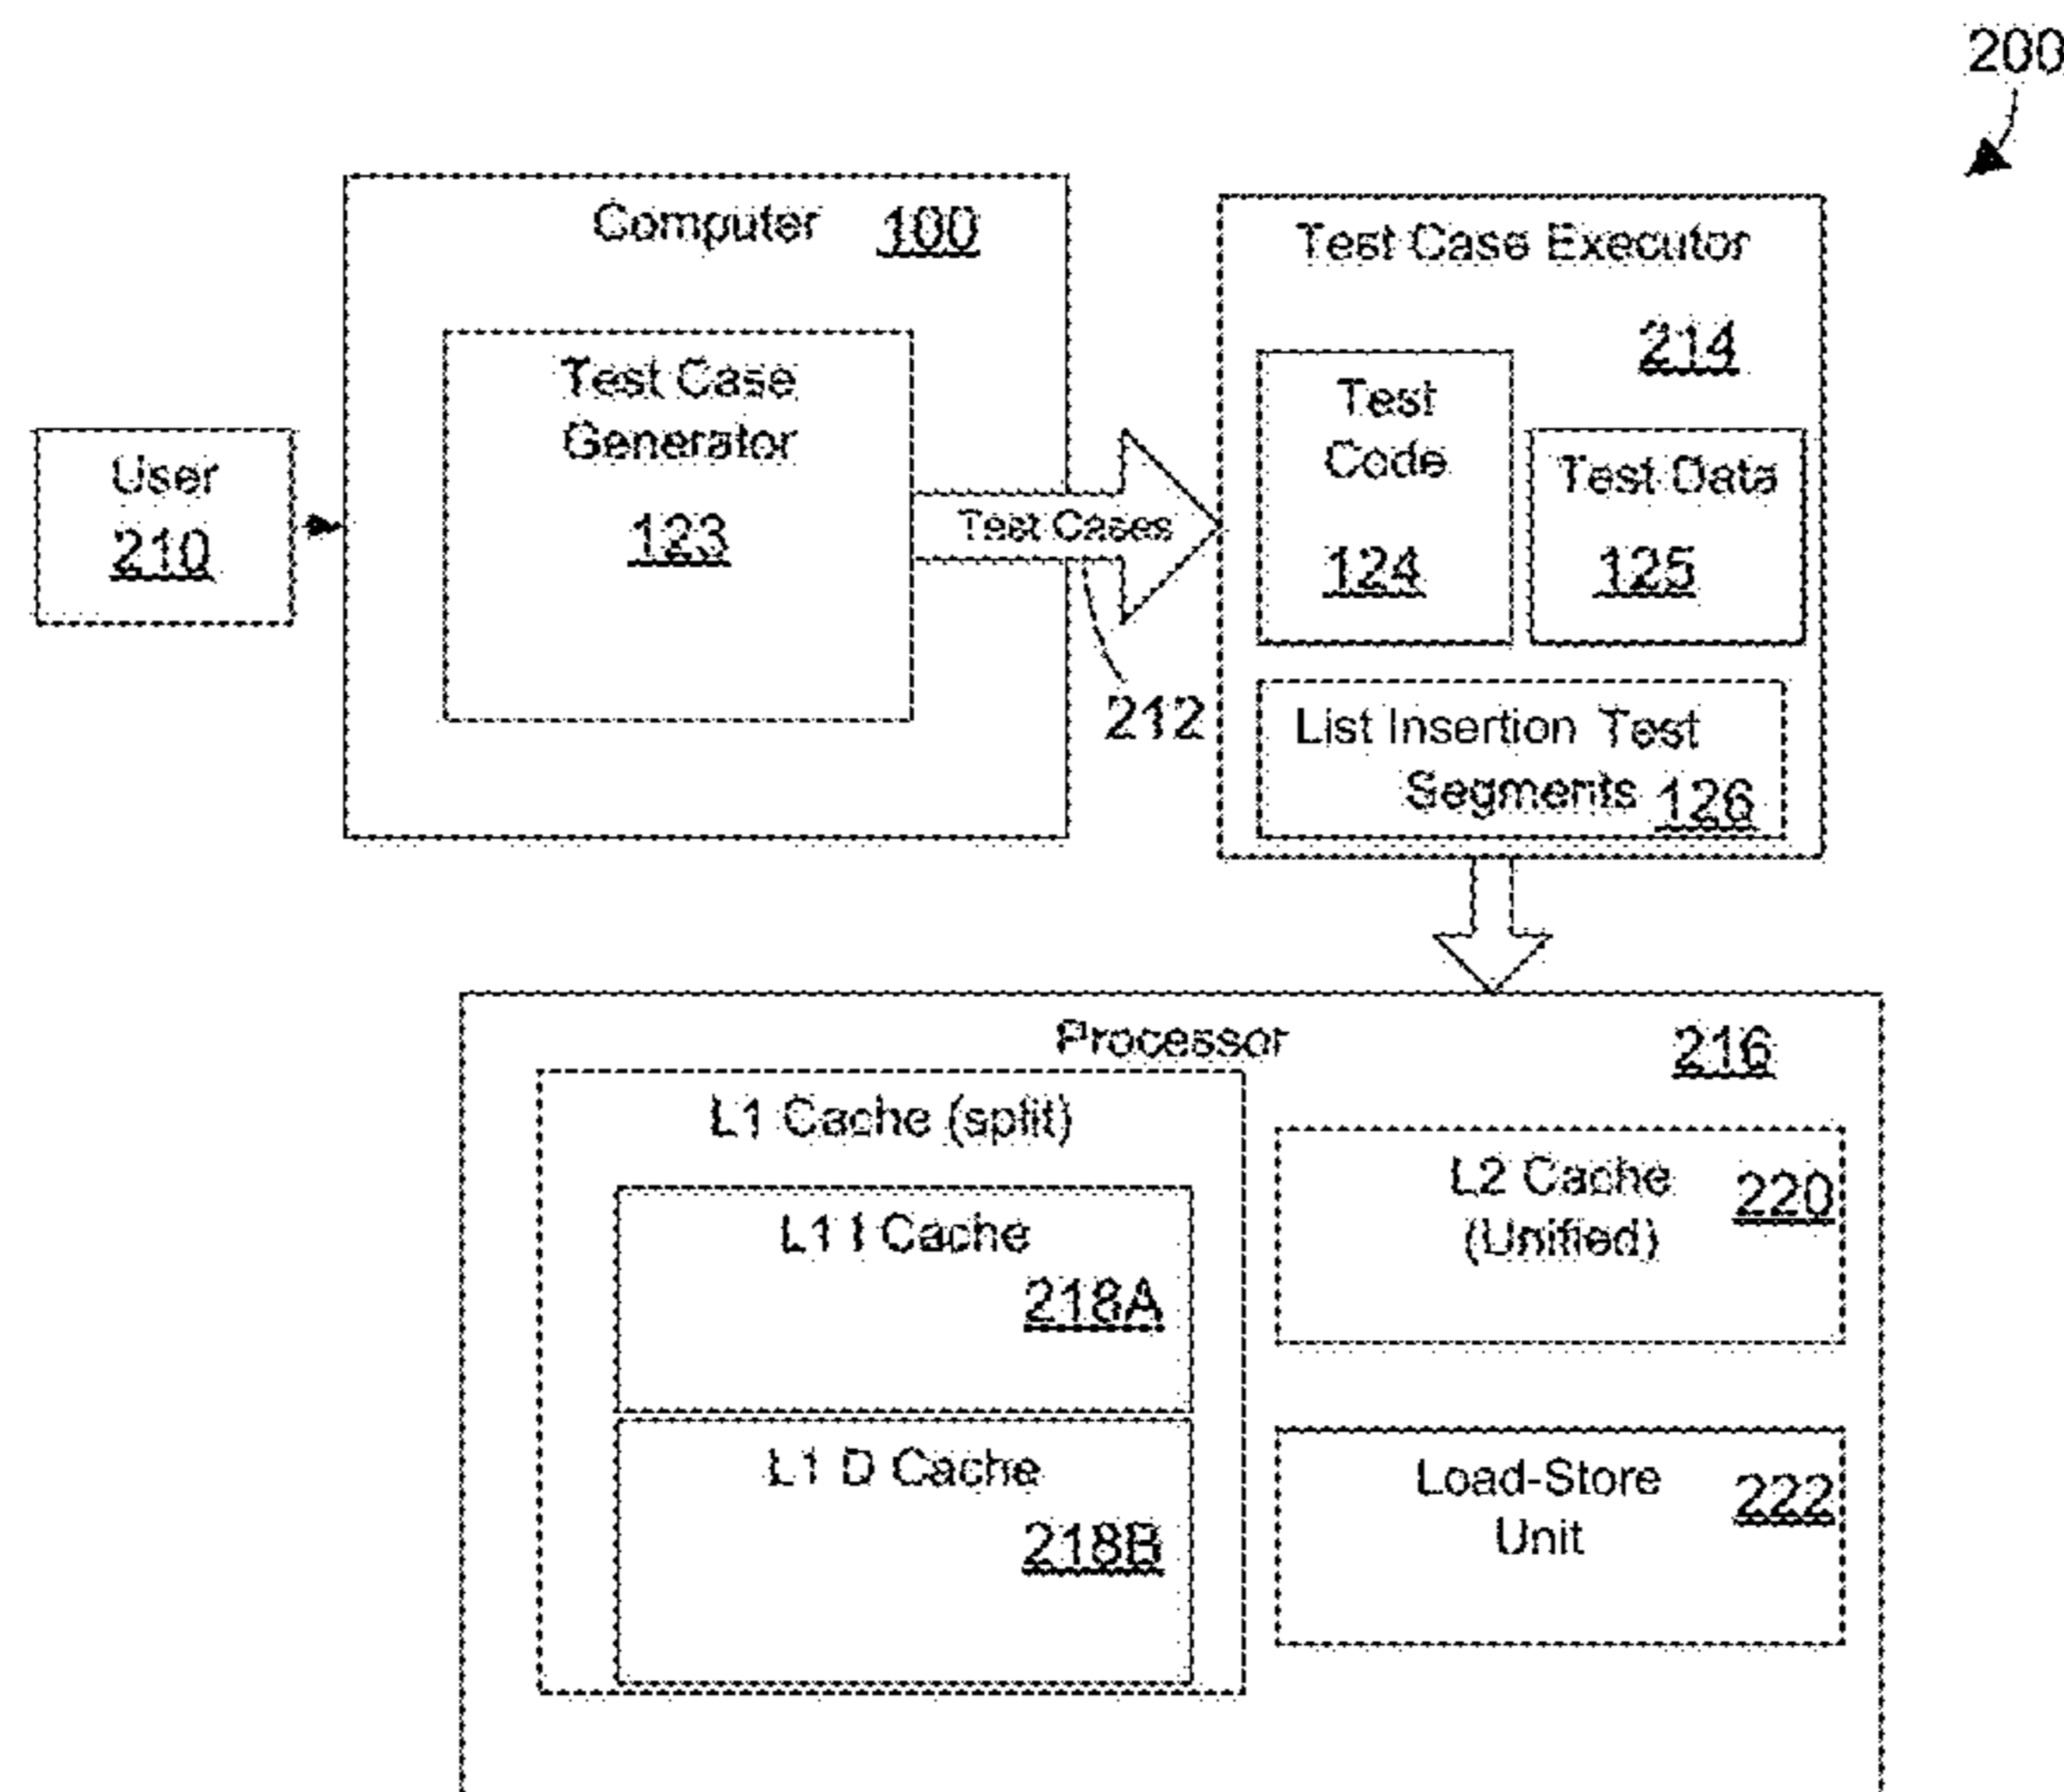 200
Computer 100
Test Case
Generator
123
User
210
Test Cases
212
Test Case Executor
214
Test
Code
124
Test Data
125
List Insertion Test
Segments 126
Processor
216
L1 Cache (split)
L1 I Cache
218A
L1 D Cache
218B
L2 Cache 220
(Unified)
Load-Store 222
Unit